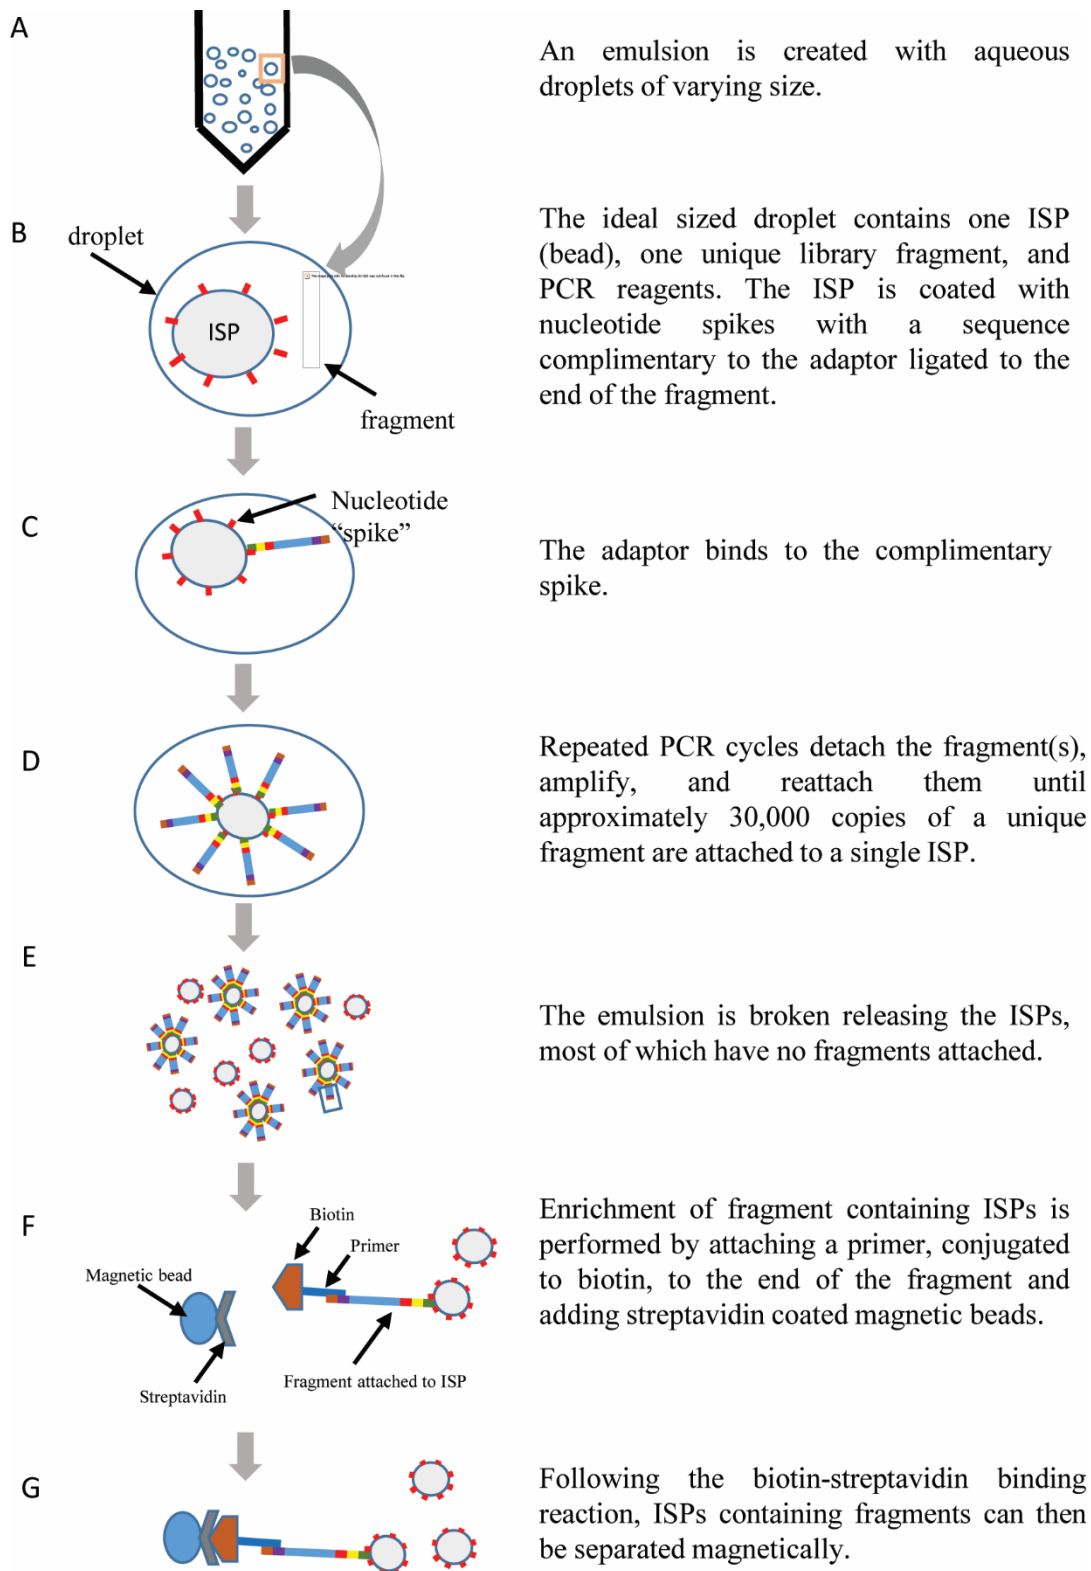 A
An emulsion is created with aqueous
droplets of varying size.
B
droplet
ISP
fragment
The ideal sized droplet contains one ISP
(bead), one unique library fragment, and
PCR reagents. The ISP is coated with
nucleotide spikes with a sequence
complimentary to the adaptor ligated to the
end of the fragment.
C
Nucleotide
“spike”
The adaptor binds to the complimentary
spike.
D
Repeated PCR cycles detach the fragment(s),
amplify, and reattach them until
approximately 30,000 copies of a unique
fragment are attached to a single ISP.
E
The emulsion is broken releasing the ISPs,
most of which have no fragments attached.
F
Biotin
Primer
Magnetic bead
Streptavidin
Fragment attached to ISP
Enrichment of fragment containing ISPs is
performed by attaching a primer, conjugated
to biotin, to the end of the fragment and
adding streptavidin coated magnetic beads.
G
Following the biotin-streptavidin binding
reaction, ISPs containing fragments can then
be separated magnetically.